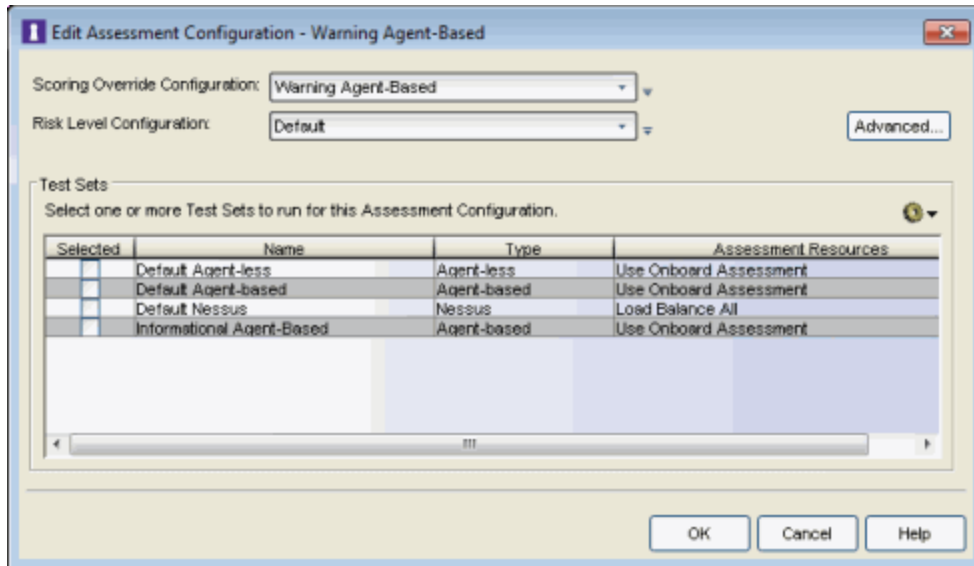 Edit Assessment Configuration - Warning Agent-Based
Scoring Override Configuration: Warning Agent-Based
Risk Level Configuration: Default Advanced...
Test Sets
Select one or more Test Sets to run for this Assessment Configuration.
Selected Name Type Assessment Resources
Default Agent-less Agent-less Use Onboard Assessment
Default Agent-based Agent-based Use Onboard Assessment
Default Nessus Nessus Load Balance All
Informational Agent-Based Agent-based Use Onboard Assessment
OK Cancel Help